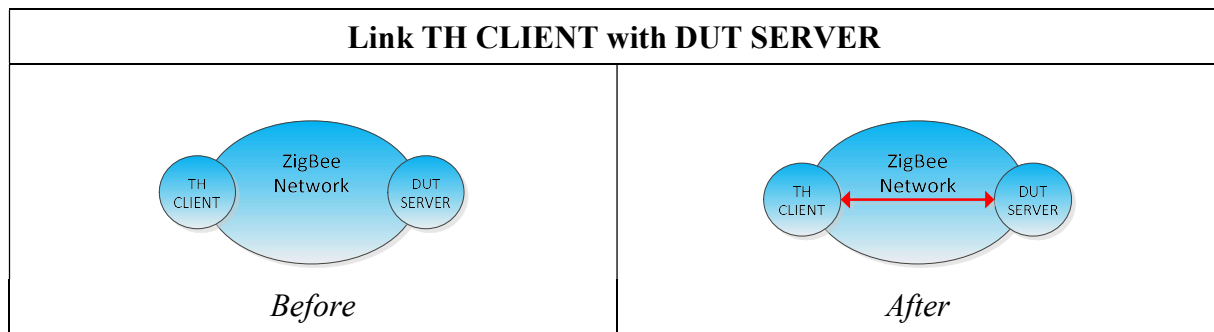 Link TH CLIENT with DUT SERVER
ZigBee
Network
TH
CLIENT
DUT
SERVER
Before
ZigBee
Network
TH
CLIENT
DUT
SERVER
After